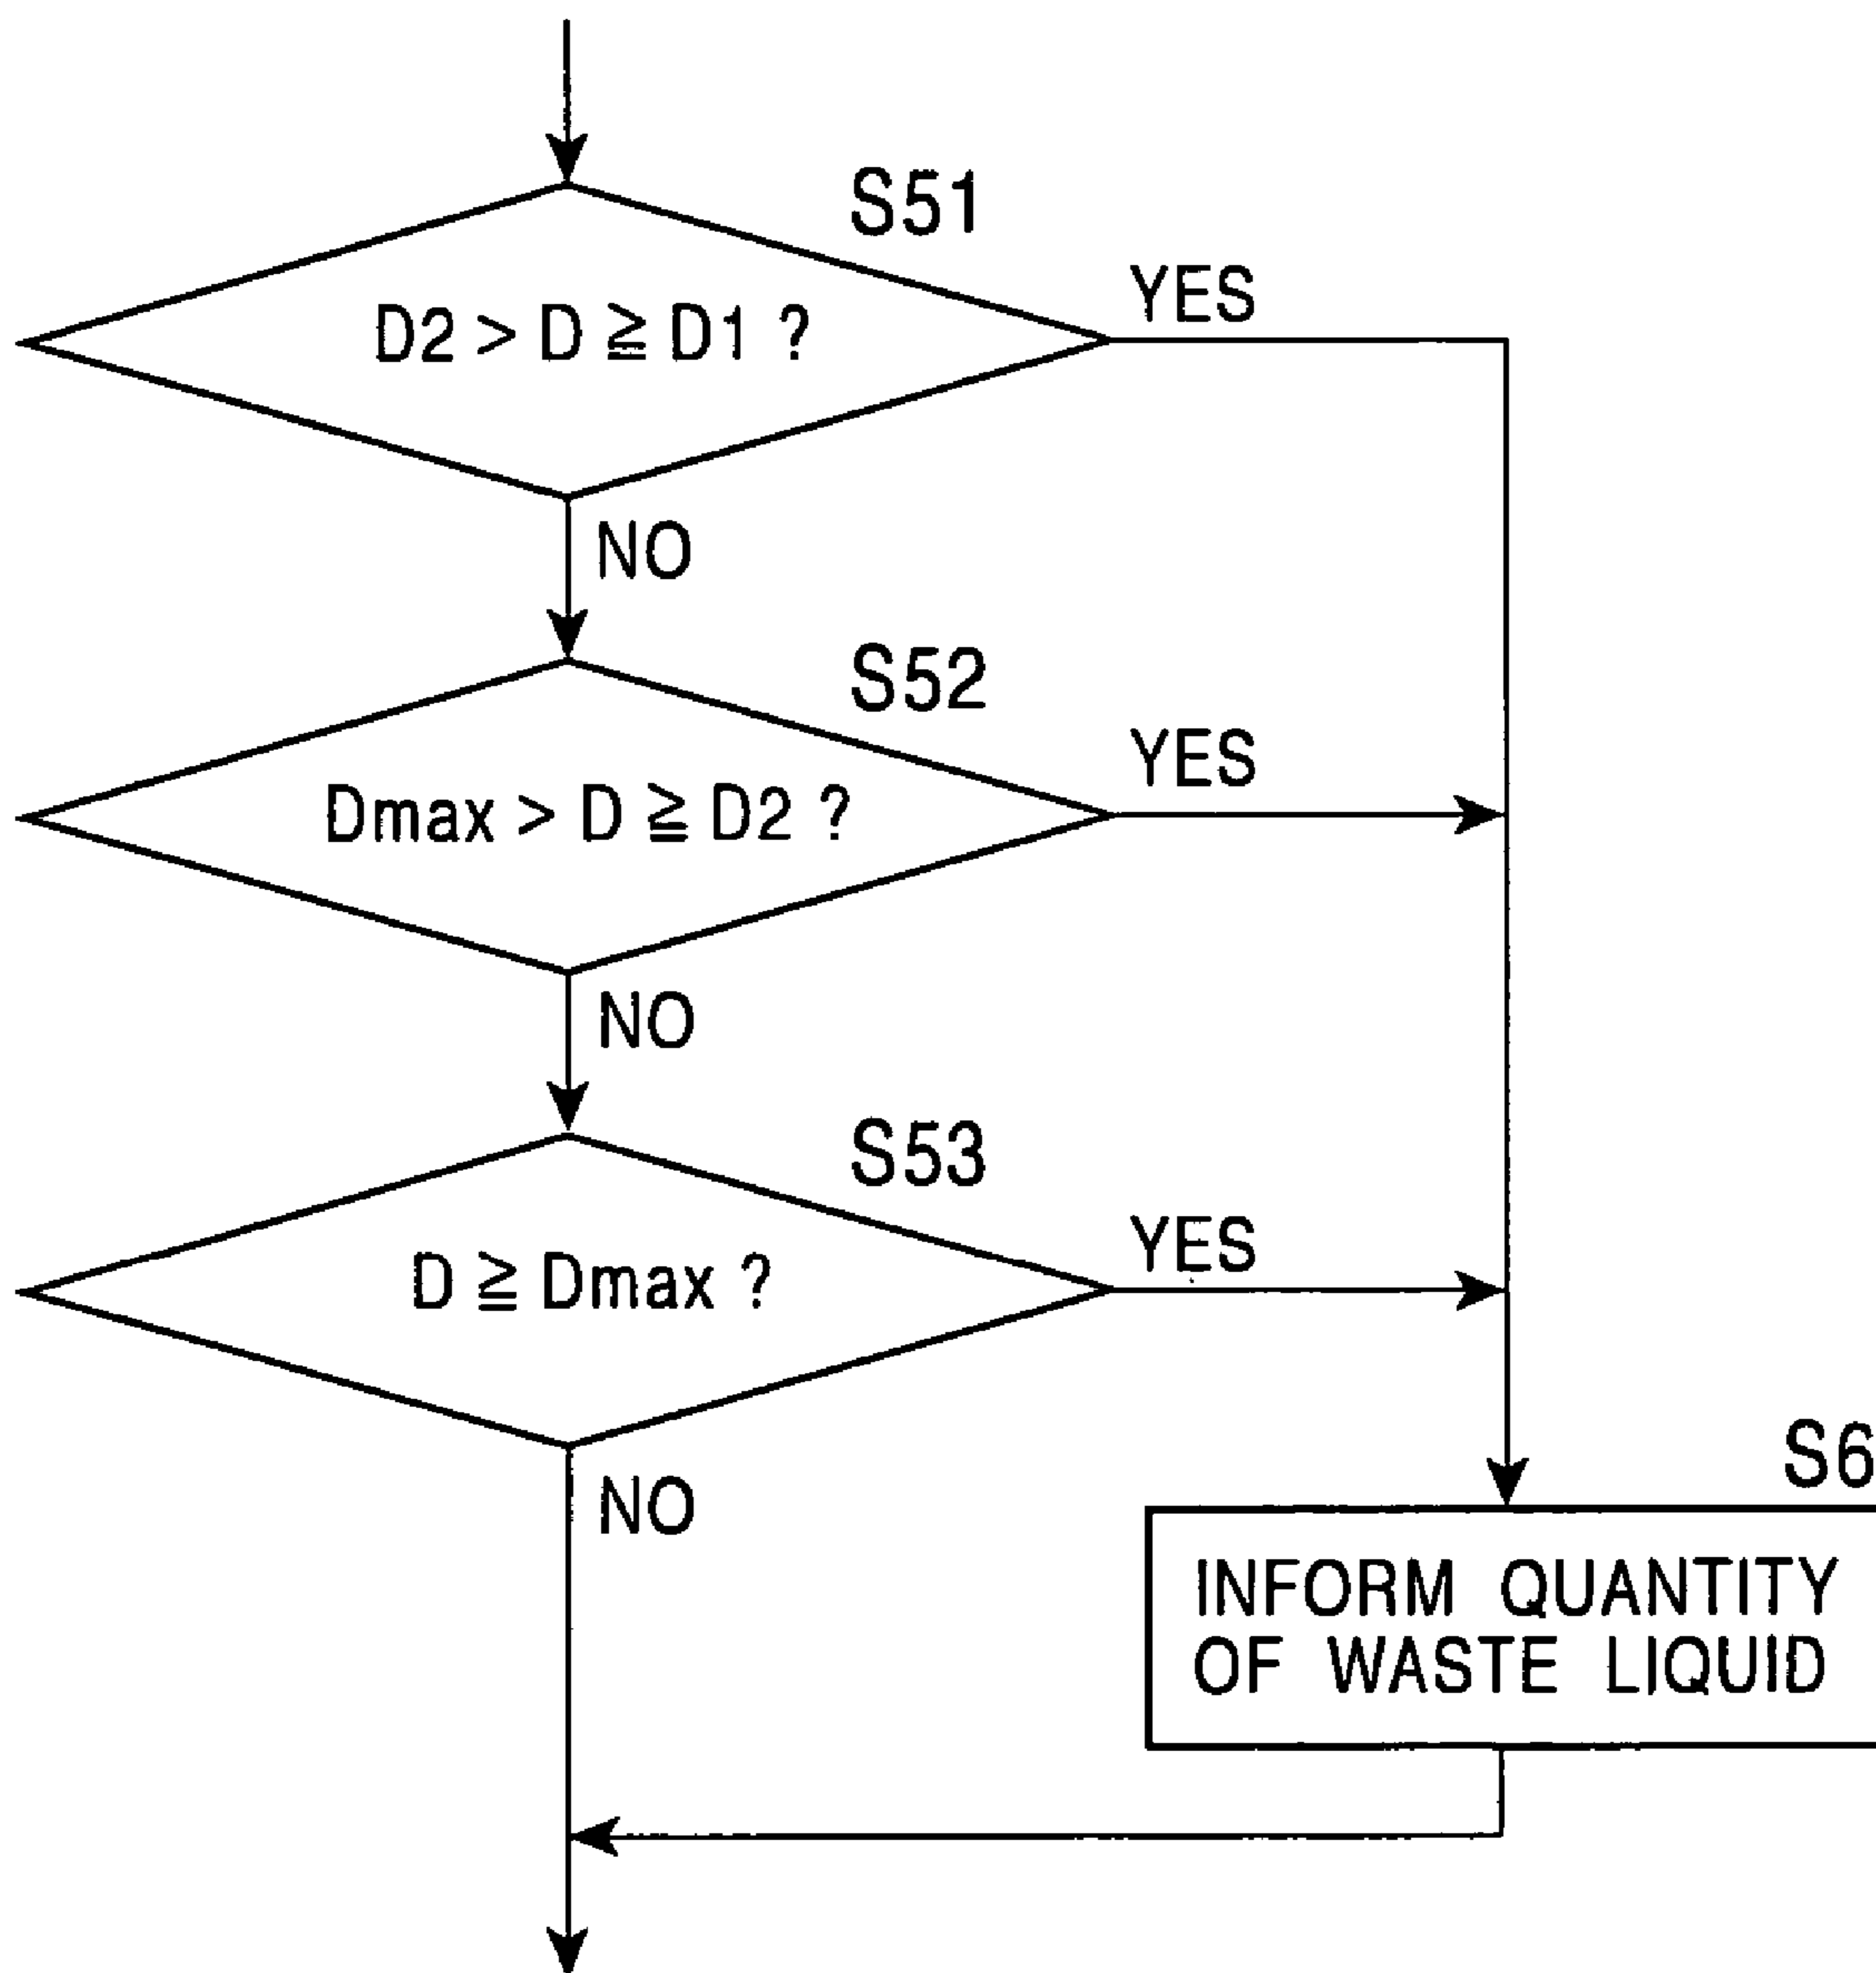 S51
D2 > D ≧ D1 ?
YES
NO
S52
Dmax > D ≧ D2 ?
YES
NO
S53
D ≧ Dmax ?
YES
NO
S6
INFORM QUANTITY
OF WASTE LIQUID